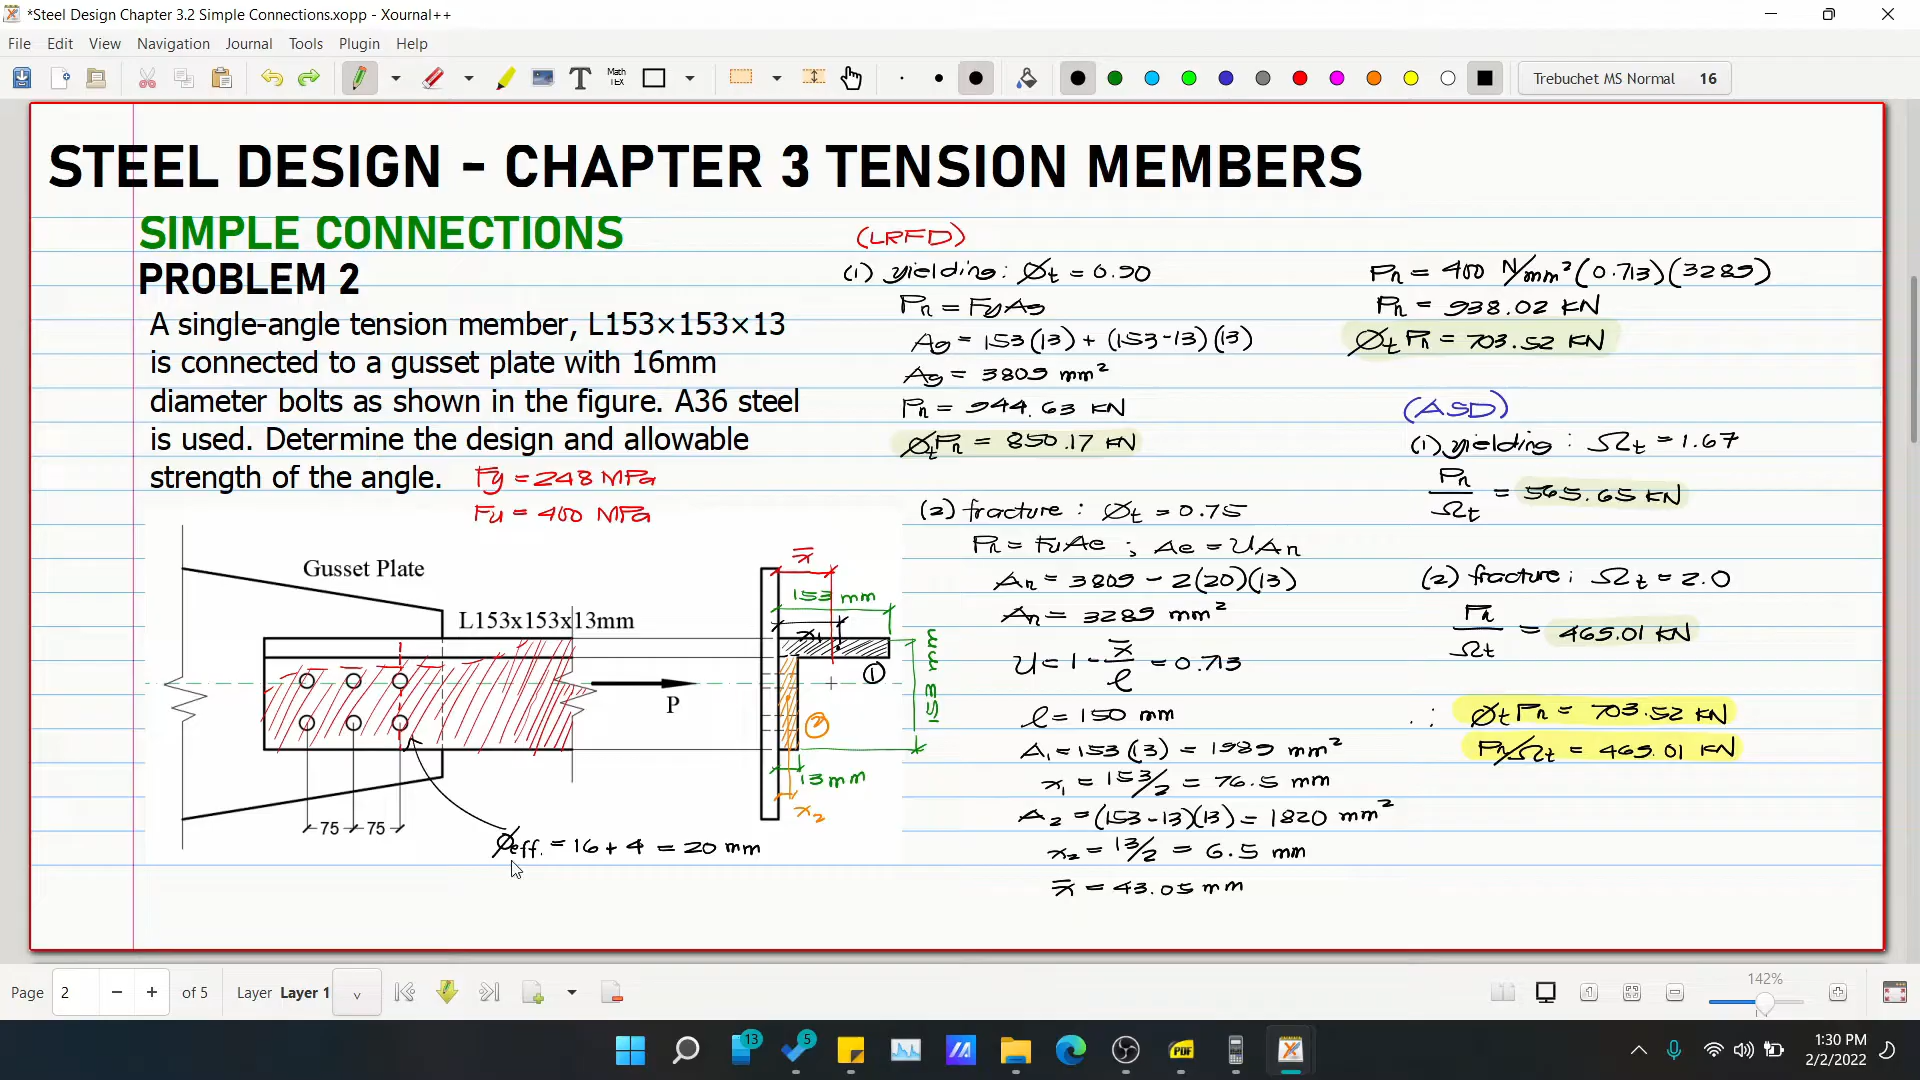 *Steel Design Chapter 3.2 Simple Connections.xopp - Xournal++
File Edit View Navigation Journal Tools Plugin Help
T Math TEX Trebuchet MS Normal 16
STEEL DESIGN - CHAPTER 3 TENSION MEMBERS
SIMPLE CONNECTIONS
PROBLEM 2
A single-angle tension member, L153×153×13
is connected to a gusset plate with 16mm
diameter bolts as shown in the figure. A36 steel
is used. Determine the design and allowable
strength of the angle.
Fy = 248 MPa
Fu = 400 MPa
Gusset Plate
L153x153x13mm
P
75 75
Øeff. = 16 + 4 = 20 mm
x̄
153 mm
x₁
①
153 mm
②
13 mm
x₂
(LRFD)
(1) yielding: Øt = 0.90
Pn = FyAg
Ag = 153(13) + (153-13)(13)
Ag = 3809 mm²
Pn = 944.63 KN
ØtPn = 850.17 KN
(2) fracture: Øt = 0.75
Pn = FuAe ; Ae = UAn
An = 3809 - 2(20)(13)
An = 3289 mm²
U = 1 - x̄/ℓ = 0.713
ℓ = 150 mm
A₁ = 153(13) = 1989 mm²
x₁ = 153/2 = 76.5 mm
A₂ = (153-13)(13) = 1820 mm²
x₂ = 13/2 = 6.5 mm
x̄ = 43.05 mm
Pn = 400 N/mm² (0.713)(3289)
Pn = 938.02 KN
ØtPn = 703.52 KN
(ASD)
(1) yielding: Ωt = 1.67
Pn/Ωt = 565.65 KN
(2) fracture: Ωt = 2.0
Pn/Ωt = 469.01 KN
∴ ØtPn = 703.52 KN
Pn/Ωt = 469.01 KN
Page 2 of 5 Layer Layer 1 142%
13 5 PDF
1:30 PM
2/2/2022